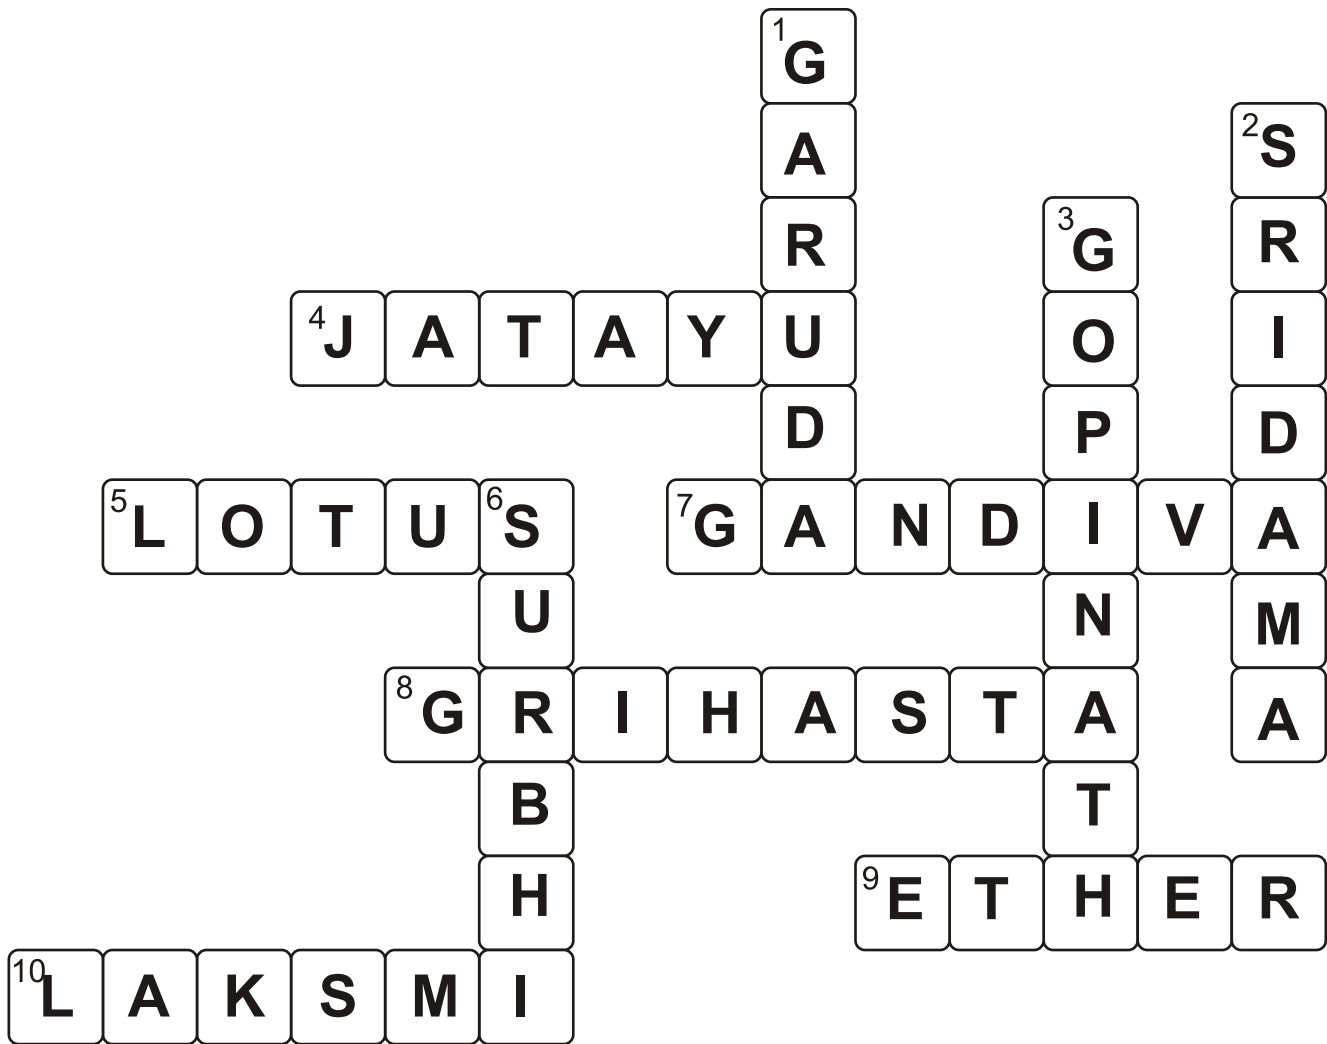 1 G
A 2 S
R 3 G R
4 J A T A Y U O I
D P D
5 L O T U 6 S 7 G A N D I V A
U N M
8 G R I H A S T A A
B T
H 9 E T H E R
10 L A K S M I